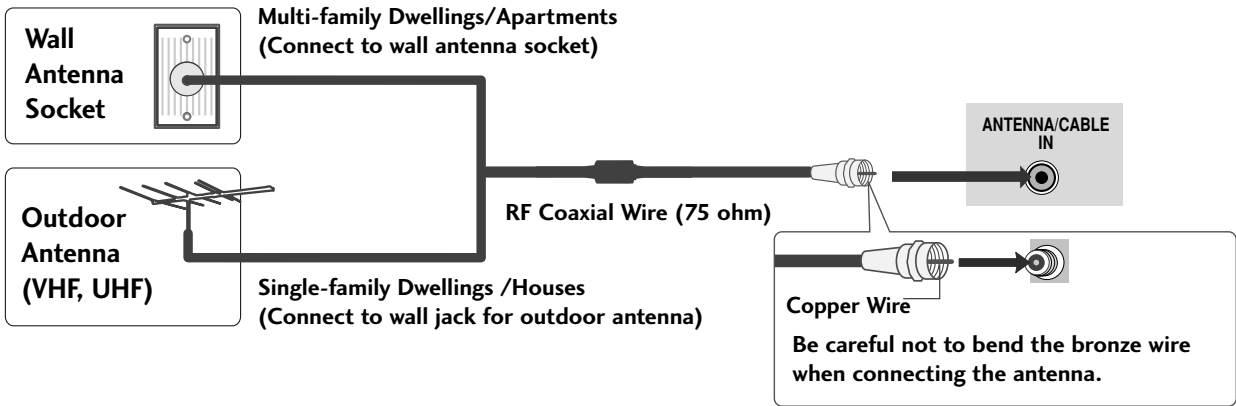 Wall
Antenna
Socket
Multi-family Dwellings/Apartments
(Connect to wall antenna socket)
Outdoor
Antenna
(VHF, UHF)
Single-family Dwellings /Houses
(Connect to wall jack for outdoor antenna)
RF Coaxial Wire (75 ohm)
ANTENNA/CABLE
IN
Copper Wire
Be careful not to bend the bronze wire
when connecting the antenna.